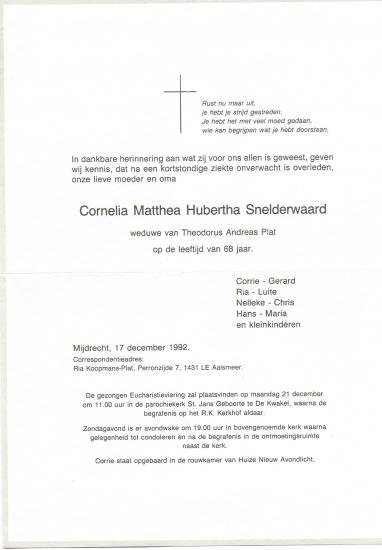 Rust nu maar uit,
je hebt je strijd gestreden.
Je hebt het met veel moed gedaan,
wie kan begrijpen wat je hebt doorstaan.
In dankbare herinnering aan wat zij voor ons allen is geweest, geven
wij kennis, dat na een kortstondige ziekte onverwacht is overleden,
onze lieve moeder en oma
Cornelia Matthea Hubertha Snelderwaard
weduwe van Theodorus Andreas Plat
op de leeftijd van 68 jaar.
Corrie - Gerard
Ria - Luite
Nelleke - Chris
Hans - Maria
en kleinkinderen
Mijdrecht, 17 december 1992.
Correspondentieadres:
Ria Koopmans-Plat, Perronzijde 7, 1431 LE Aalsmeer.
De gezongen Eucharistieviering zal plaatsvinden op maandag 21 december
om 11.00 uur in de parochiekerk St. Jans Geboorte te De Kwakel, waarna de
begrafenis op het R.K. Kerkhof aldaar.
Zondagavond is er avondwake om 19.00 uur in bovengenoemde kerk waarna
gelegenheid tot condoleren en na de begrafenis in de ontmoetingsruimte
naast de kerk.
Corrie staat opgebaard in de rouwkamer van Huize Nieuw Avondlicht.